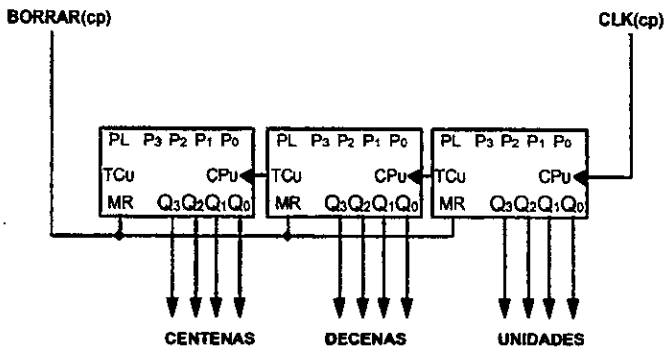 BORRAR(cp) CLK(cp)
PL P3 P2 P1 P0 PL P3 P2 P1 P0 PL P3 P2 P1 P0
TCu CPu TCu CPu TCu CPu
MR Q3 Q2 Q1 Q0 MR Q3 Q2 Q1 Q0 MR Q3 Q2 Q1 Q0
CENTENAS DECENAS UNIDADES